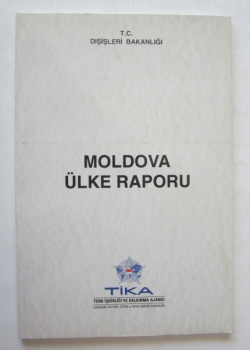 T.C.
DIŞİŞLERİ BAKANLIĞI
MOLDOVA
ÜLKE RAPORU
TİKA
TÜRK İŞBİRLİĞİ VE KALKINMA AJANSI